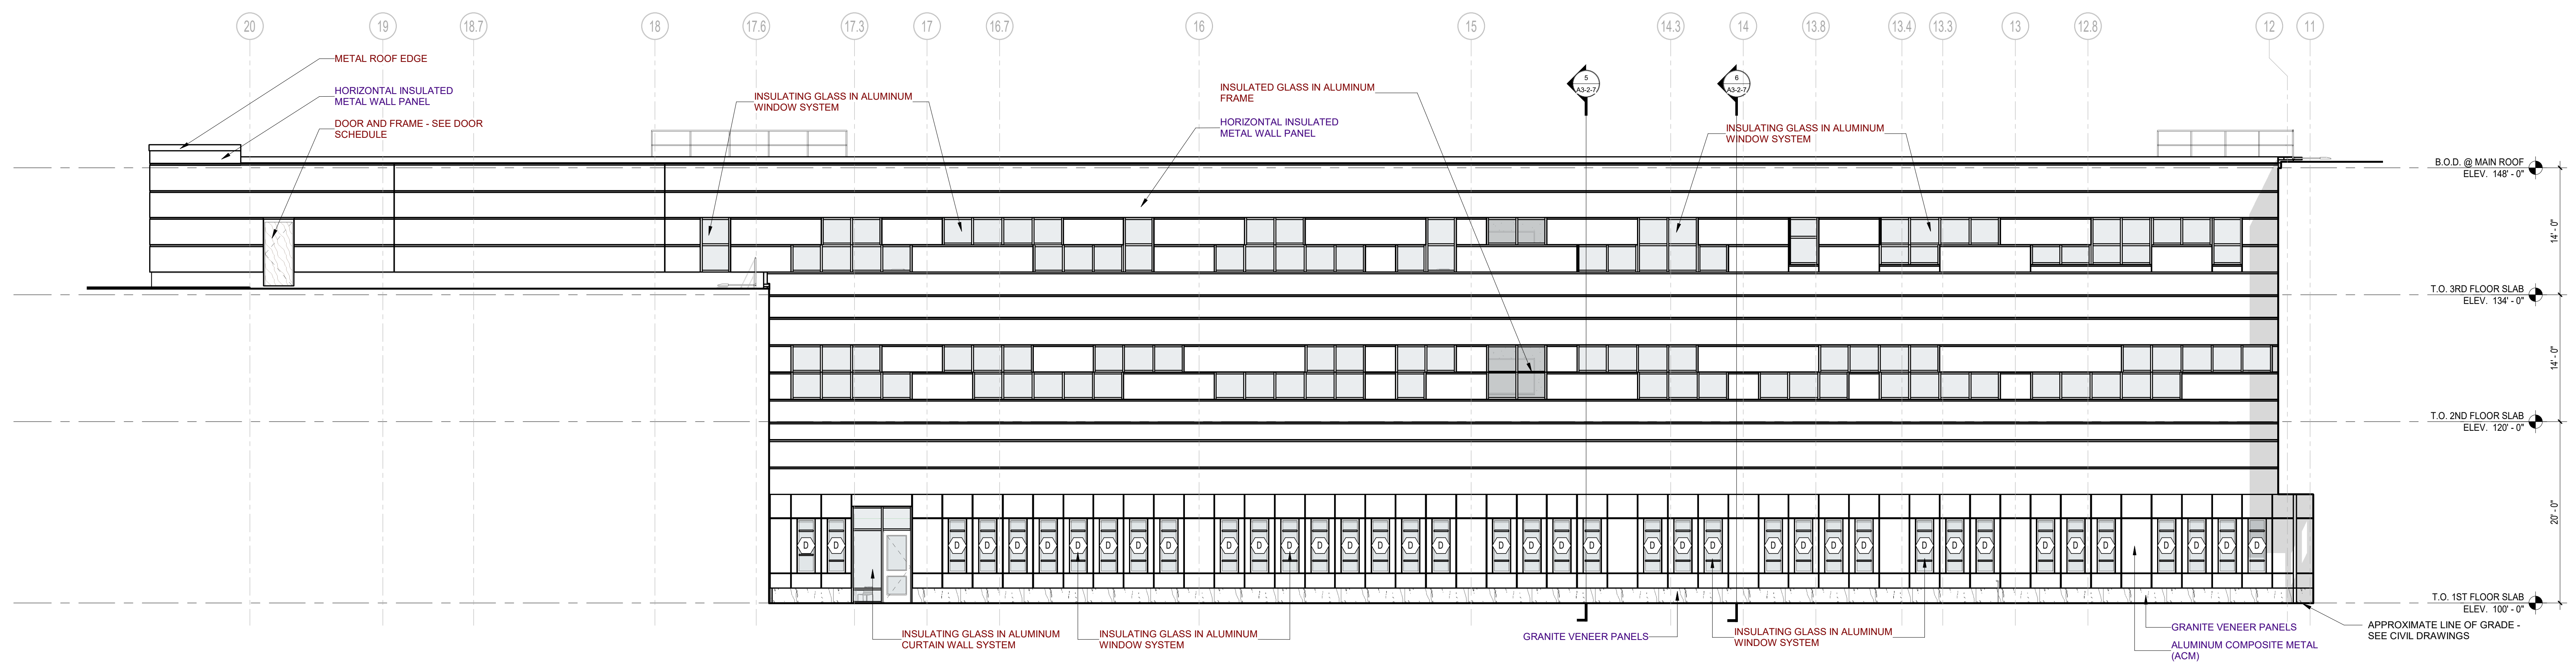 20 19 18.7 18 17.6 17.3 17 16.7 16 15 14.3 14 13.8 13.4 13.3 13 12.8 12 11
METAL ROOF EDGE
HORIZONTAL INSULATED
METAL WALL PANEL
DOOR AND FRAME - SEE DOOR
SCHEDULE
INSULATING GLASS IN ALUMINUM
WINDOW SYSTEM
INSULATED GLASS IN ALUMINUM
FRAME
HORIZONTAL INSULATED
METAL WALL PANEL
5
A3-2-7
6
A3-2-7
INSULATING GLASS IN ALUMINUM
WINDOW SYSTEM
B.O.D. @ MAIN ROOF
ELEV. 148' - 0"
14' - 0"
T.O. 3RD FLOOR SLAB
ELEV. 134' - 0"
14' - 0"
T.O. 2ND FLOOR SLAB
ELEV. 120' - 0"
20' - 0"
D D D D D D D D D D D D D D D D D D D D D D D D D D D D D D D D D D D D D D D D
T.O. 1ST FLOOR SLAB
ELEV. 100' - 0"
INSULATING GLASS IN ALUMINUM
CURTAIN WALL SYSTEM
INSULATING GLASS IN ALUMINUM
WINDOW SYSTEM
GRANITE VENEER PANELS
INSULATING GLASS IN ALUMINUM
WINDOW SYSTEM
GRANITE VENEER PANELS
ALUMINUM COMPOSITE METAL
(ACM)
APPROXIMATE LINE OF GRADE -
SEE CIVIL DRAWINGS